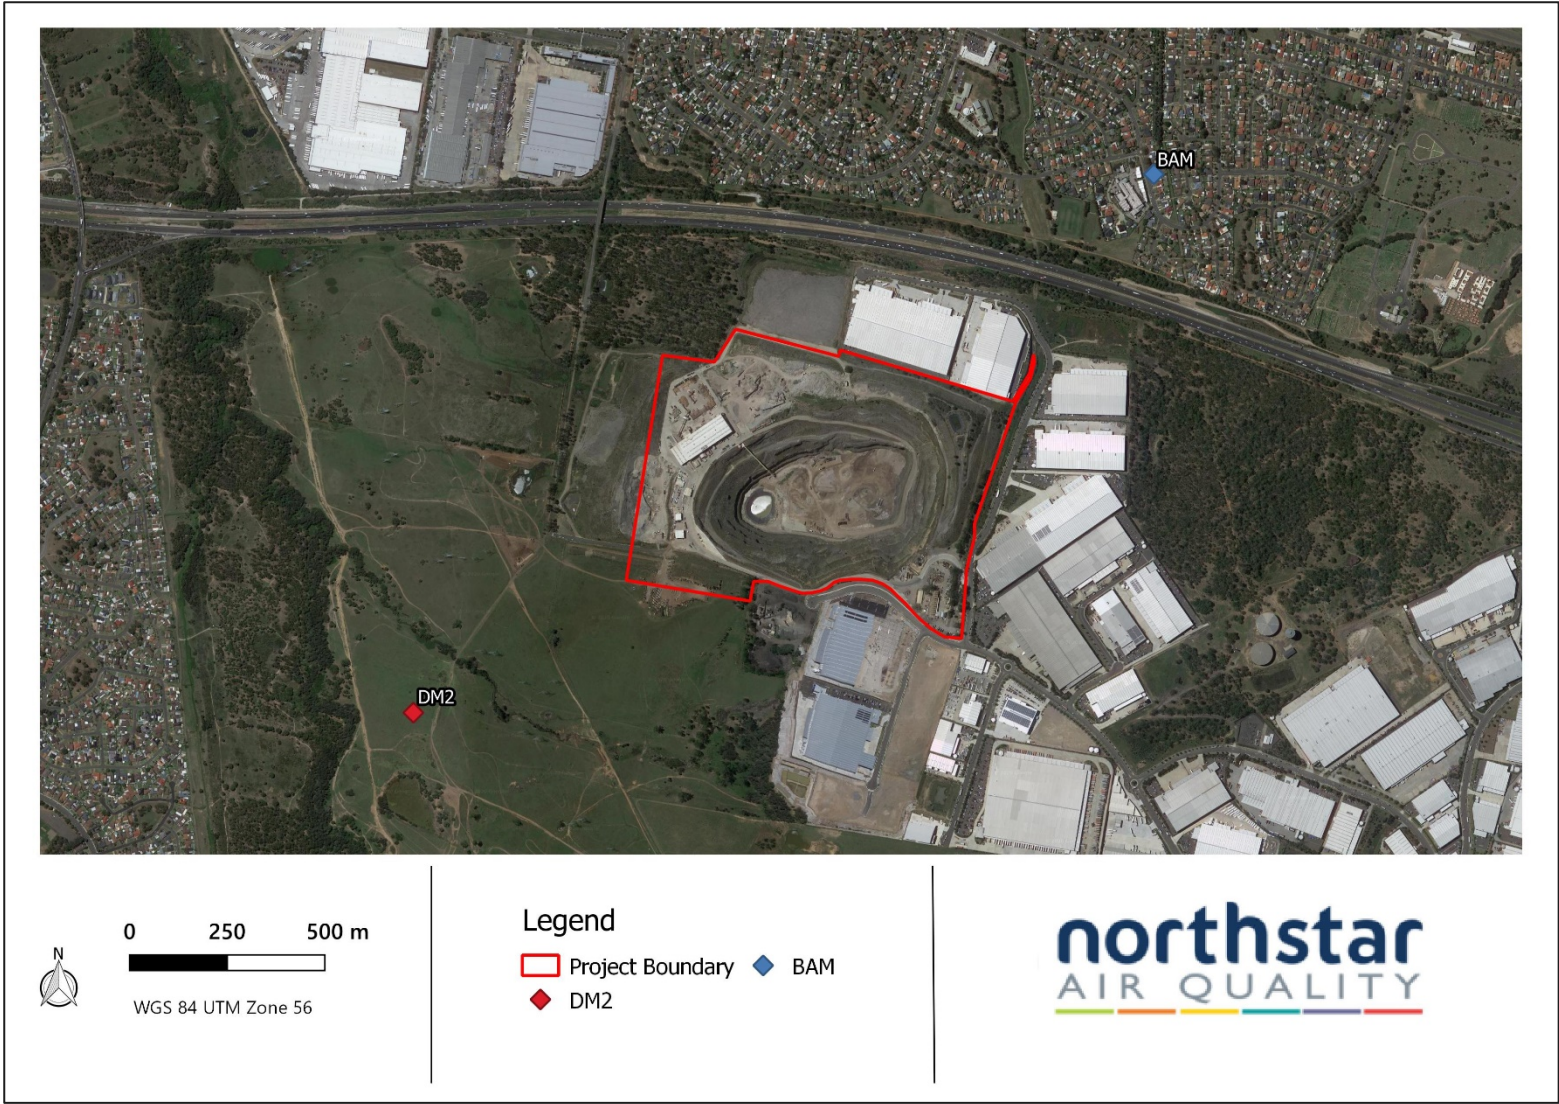 BAM
DM2
0 250 500 m
N
WGS 84 UTM Zone 56
Legend
Project Boundary
BAM
DM2
northstar
AIR QUALITY